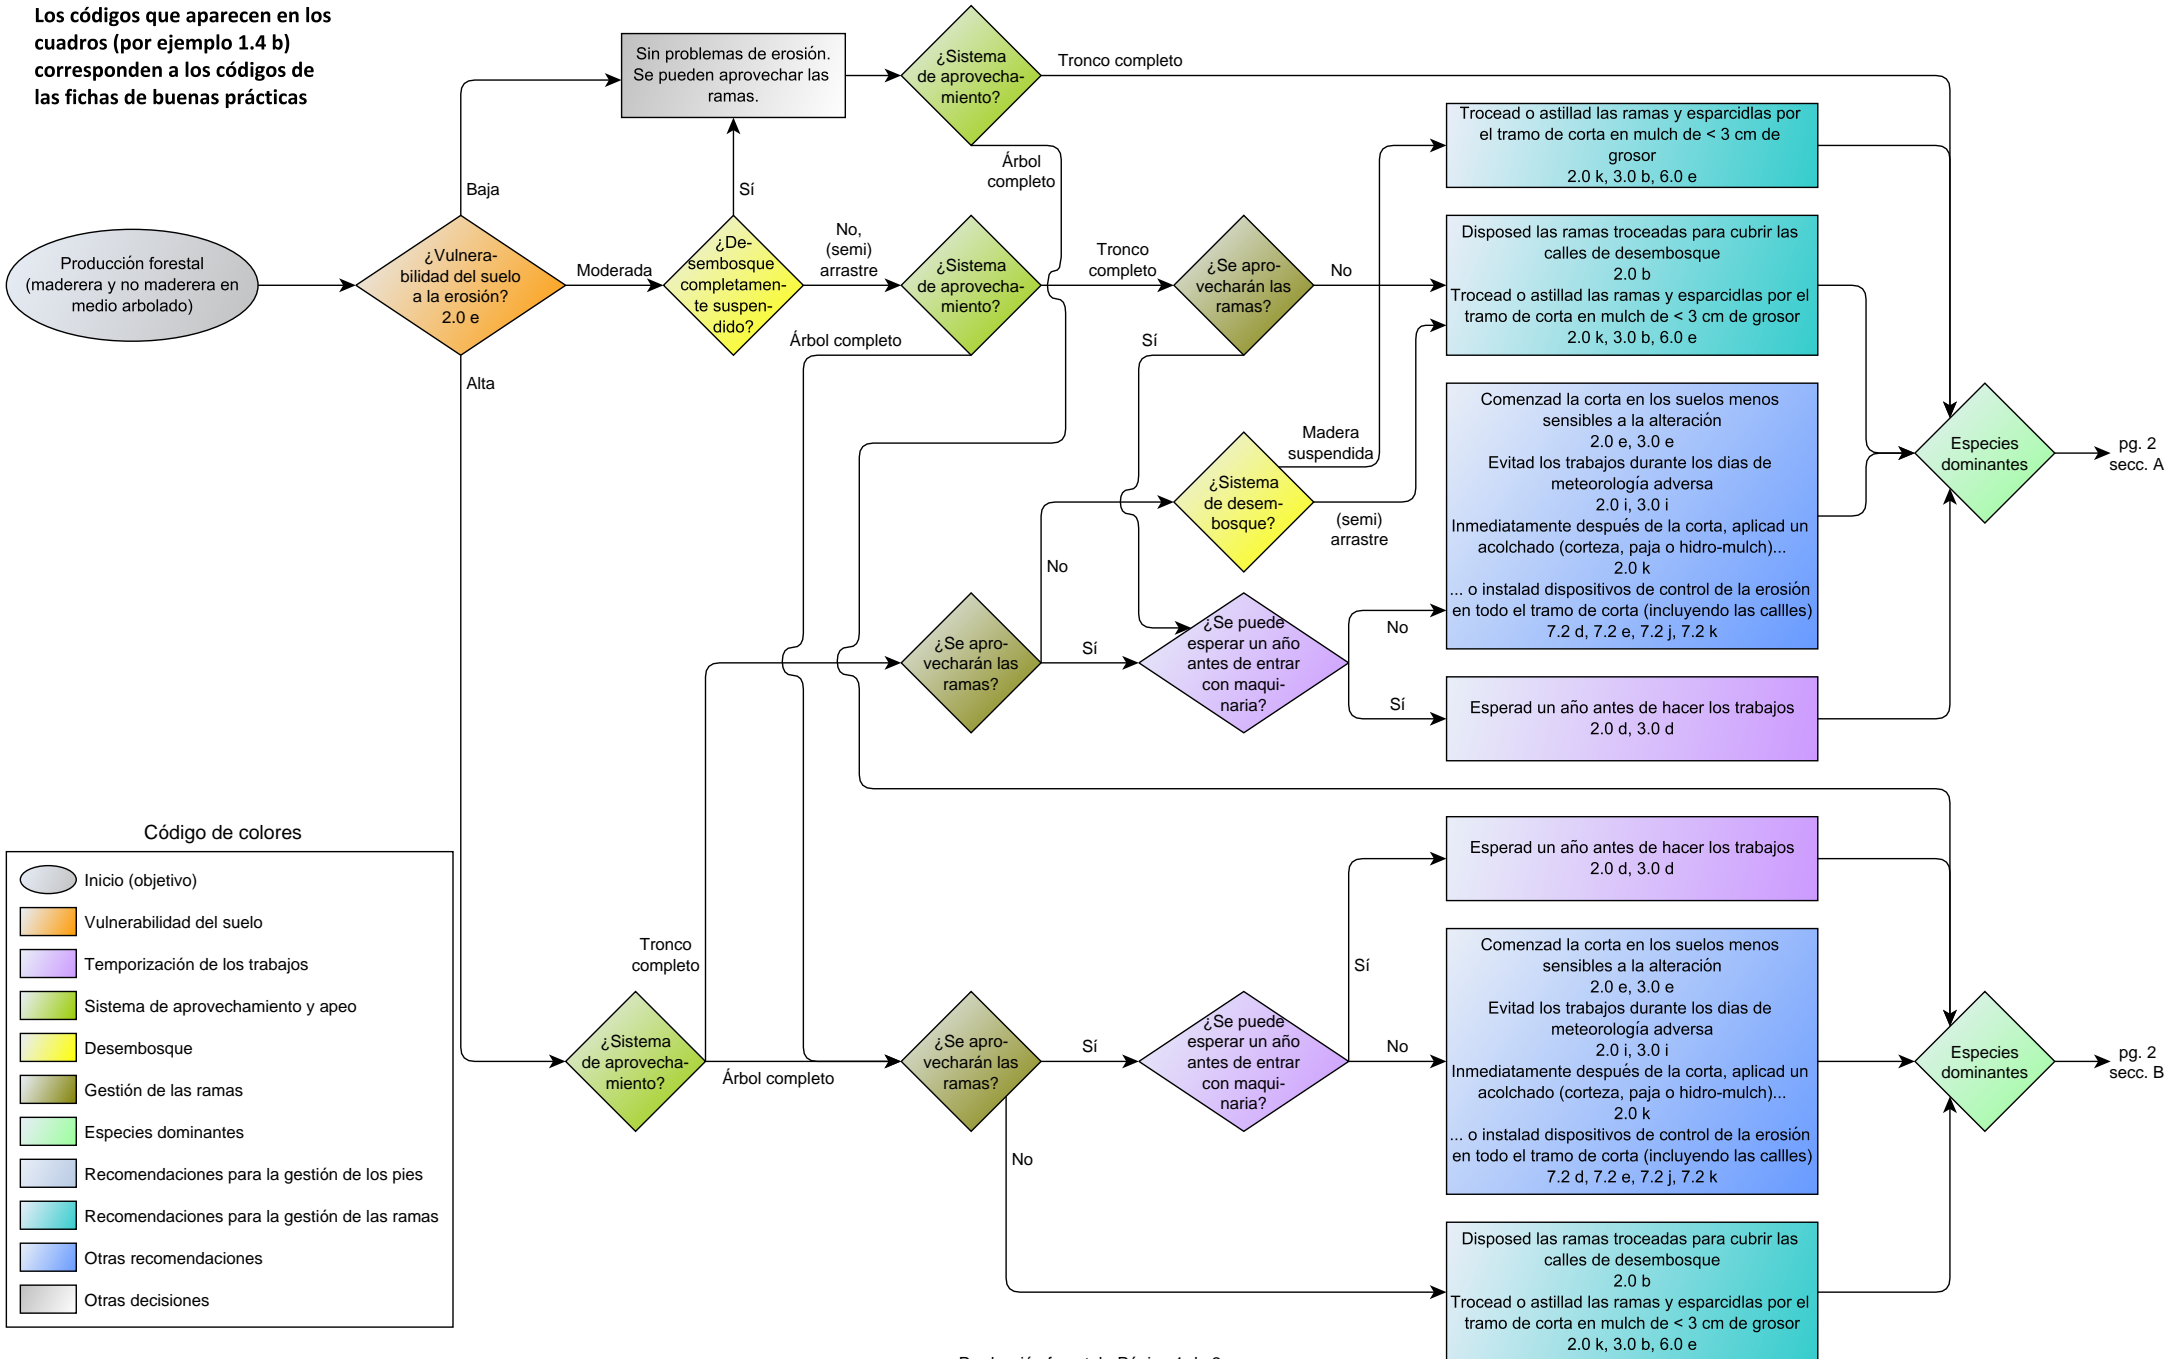 Los códigos que aparecen en los
cuadros (por ejemplo 1.4 b)
corresponden a los códigos de
las fichas de buenas prácticas
Sin problemas de erosión.
Se pueden aprovechar las
ramas.
¿Sistema
de aprovecha-
miento?
Tronco completo
Árbol
completo
Baja
Sí
Trocead o astillad las ramas y esparcidlas por
el tramo de corta en mulch de < 3 cm de
grosor
2.0 k, 3.0 b, 6.0 e
Producción forestal
(maderera y no maderera en
medio arbolado)
¿Vulnera-
bilidad del suelo
a la erosión?
2.0 e
Moderada
¿De-
sembosque
completamen-
te suspen-
dido?
No,
(semi)
arrastre
¿Sistema
de aprovecha-
miento?
Tronco
completo
¿Se apro-
vecharán las
ramas?
No
Disposed las ramas troceadas para cubrir las
calles de desembosque
2.0 b
Trocead o astillad las ramas y esparcidlas por el
tramo de corta en mulch de < 3 cm de grosor
2.0 k, 3.0 b, 6.0 e
Árbol completo
Sí
Alta
Comenzad la corta en los suelos menos
sensibles a la alteración
2.0 e, 3.0 e
Evitad los trabajos durante los dias de
meteorología adversa
2.0 i, 3.0 i
Inmediatamente después de la corta, aplicad un
acolchado (corteza, paja o hidro-mulch)...
2.0 k
... o instalad dispositivos de control de la erosión
en todo el tramo de corta (incluyendo las callles)
7.2 d, 7.2 e, 7.2 j, 7.2 k
Madera
suspendida
¿Sistema
de desem-
bosque?
(semi)
arrastre
Especies
dominantes
pg. 2
secc. A
No
¿Se apro-
vecharán las
ramas?
Sí
¿Se puede
esperar un año
antes de entrar
con maqui-
naria?
No
Sí
Esperad un año antes de hacer los trabajos
2.0 d, 3.0 d
Código de colores
Inicio (objetivo)
Vulnerabilidad del suelo
Temporización de los trabajos
Sistema de aprovechamiento y apeo
Desembosque
Gestión de las ramas
Especies dominantes
Recomendaciones para la gestión de los pies
Recomendaciones para la gestión de las ramas
Otras recomendaciones
Otras decisiones
Tronco
completo
¿Sistema
de aprovecha-
miento?
Árbol completo
¿Se apro-
vecharán las
ramas?
Sí
No
¿Se puede
esperar un año
antes de entrar
con maqui-
naria?
Sí
No
Esperad un año antes de hacer los trabajos
2.0 d, 3.0 d
Comenzad la corta en los suelos menos
sensibles a la alteración
2.0 e, 3.0 e
Evitad los trabajos durante los dias de
meteorología adversa
2.0 i, 3.0 i
Inmediatamente después de la corta, aplicad un
acolchado (corteza, paja o hidro-mulch)...
2.0 k
... o instalad dispositivos de control de la erosión
en todo el tramo de corta (incluyendo las callles)
7.2 d, 7.2 e, 7.2 j, 7.2 k
Disposed las ramas troceadas para cubrir las
calles de desembosque
2.0 b
Trocead o astillad las ramas y esparcidlas por el
tramo de corta en mulch de < 3 cm de grosor
2.0 k, 3.0 b, 6.0 e
Especies
dominantes
pg. 2
secc. B